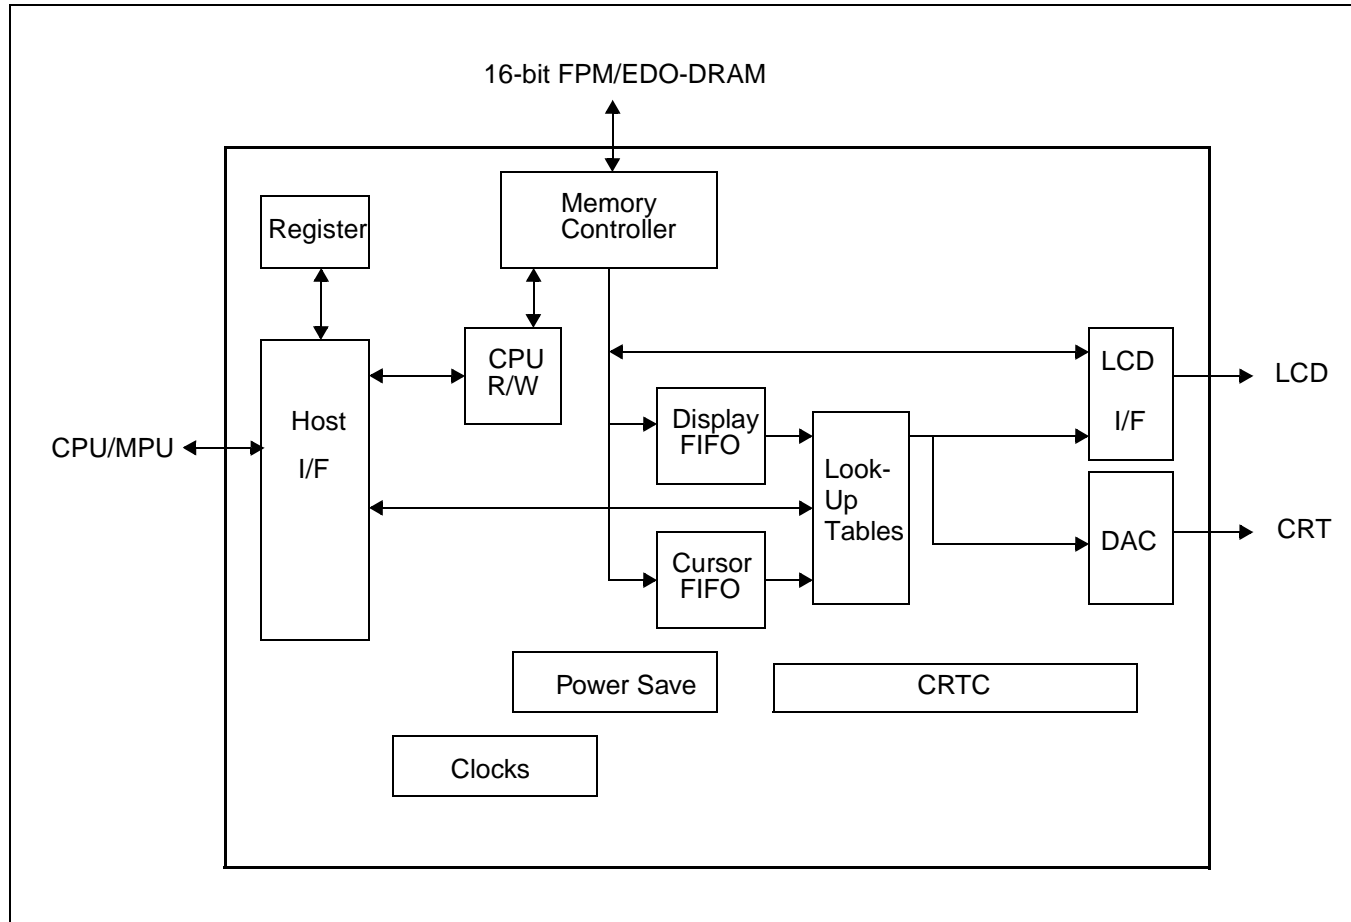 16-bit FPM/EDO-DRAM
Memory
Controller
Register
CPU
R/W
LCD
I/F
LCD
Host
I/F
CPU/MPU
Display
FIFO
Look-
Up
Tables
DAC
CRT
Cursor
FIFO
Power Save
CRTC
Clocks